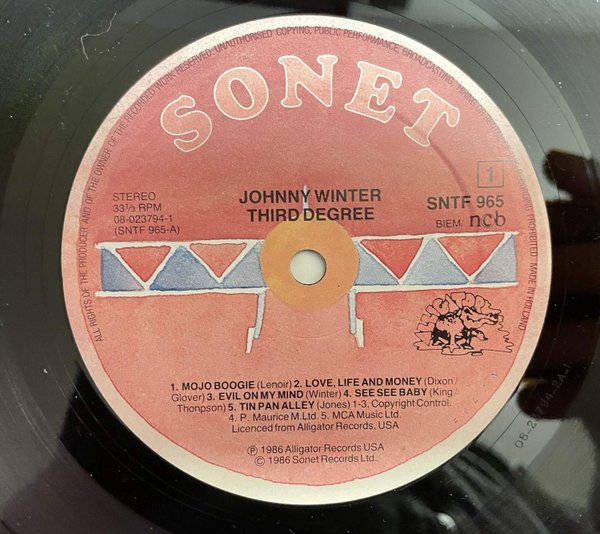 ALL RIGHTS OF THE PRODUCER AND OF THE OWNER OF THE RECORDED WORK RESERVED. UNAUTHORISED COPYING, PUBLIC PERFORMANCE, BROADCASTING
PROHIBITED. MADE IN HOLLAND
SONET
1
STEREO
33⅓ RPM
08-023794-1
(SNTF 965-A)
JOHNNY WINTER
THIRD DEGREE
SNTF 965
BIEM ncb
ALLIGATOR
1. MOJO BOOGIE (Lenoir) 2. LOVE, LIFE AND MONEY (Dixon/
Glover) 3. EVIL ON MY MIND (Winter) 4. SEE SEE BABY (King/
Thonpson) 5. TIN PAN ALLEY (Jones) 1-3. Copyright Control.
4. P. Maurice M. Ltd. 5. MCA Music Ltd.
Licenced from Alligator Records, USA
℗ 1986 Alligator Records USA
© 1986 Sonet Records Ltd.